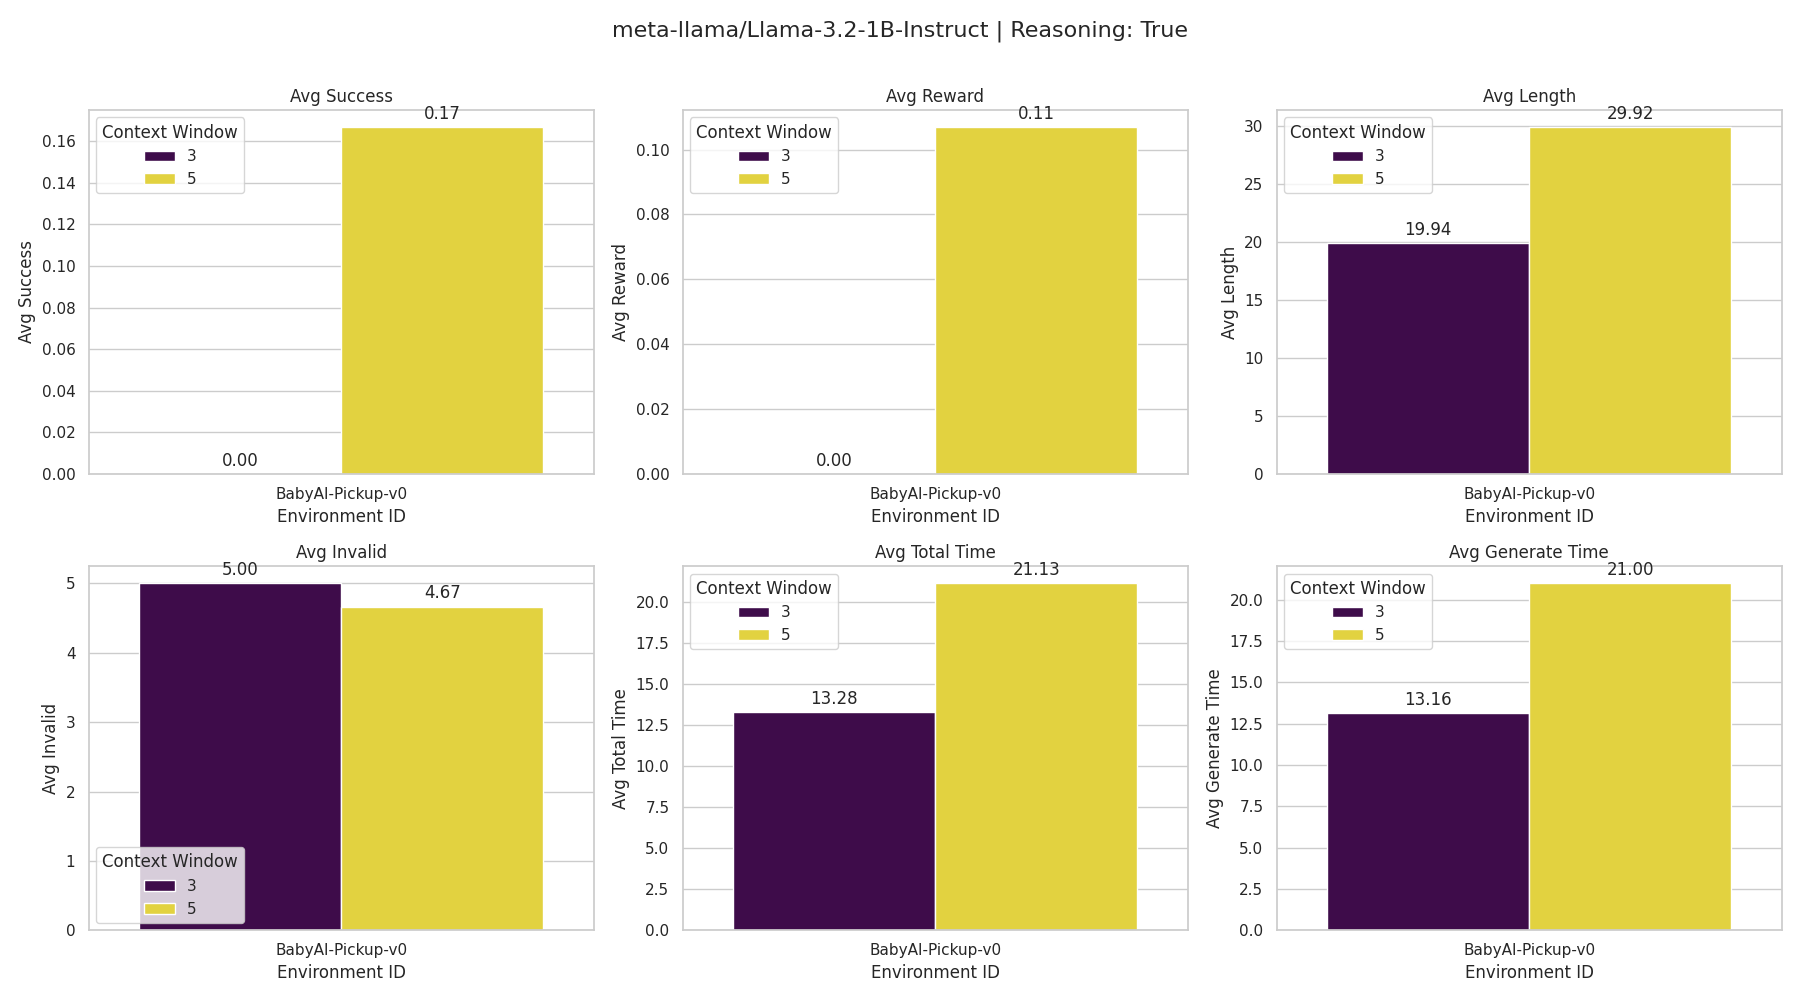 meta-llama/Llama-3.2-1B-Instruct | Reasoning: True
Avg Success
Avg Success
0.16
0.14
0.12
0.10
0.08
0.06
0.04
0.02
0.00
Context Window
3
5
0.00
0.17
BabyAI-Pickup-v0
Environment ID
Avg Reward
Avg Reward
0.10
0.08
0.06
0.04
0.02
0.00
Context Window
3
5
0.00
0.11
BabyAI-Pickup-v0
Environment ID
Avg Length
Avg Length
30
25
20
15
10
5
0
Context Window
3
5
19.94
29.92
BabyAI-Pickup-v0
Environment ID
Avg Invalid
Avg Invalid
5
4
3
2
1
0
5.00
4.67
Context Window
3
5
BabyAI-Pickup-v0
Environment ID
Avg Total Time
Avg Total Time
20.0
17.5
15.0
12.5
10.0
7.5
5.0
2.5
0.0
Context Window
3
5
13.28
21.13
BabyAI-Pickup-v0
Environment ID
Avg Generate Time
Avg Generate Time
20.0
17.5
15.0
12.5
10.0
7.5
5.0
2.5
0.0
Context Window
3
5
13.16
21.00
BabyAI-Pickup-v0
Environment ID